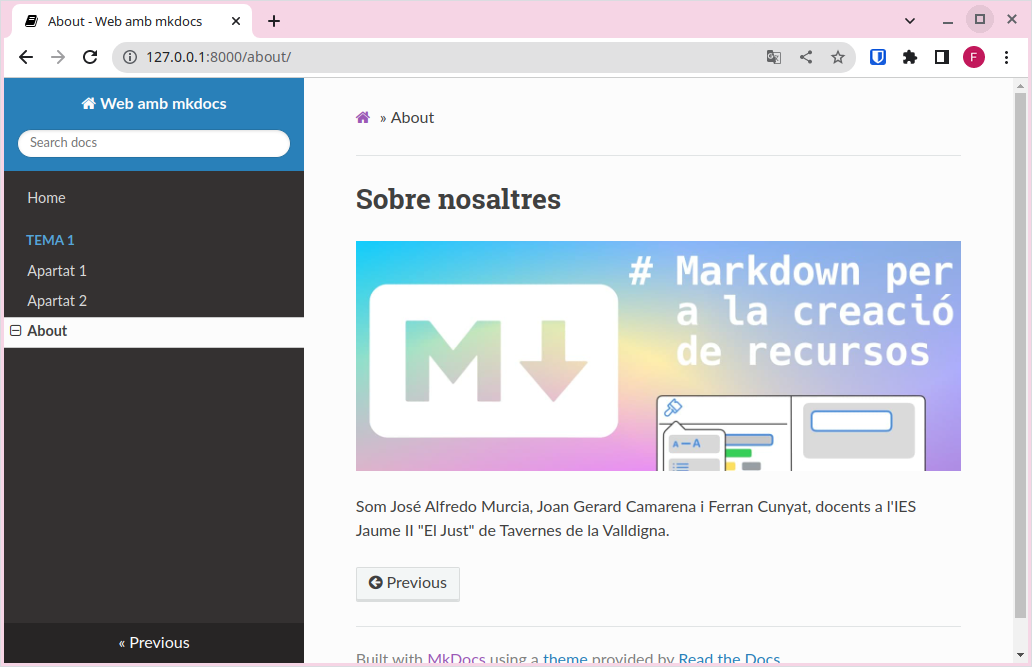 About - Web amb mkdocs
127.0.0.1:8000/about/
F
Web amb mkdocs
Search docs
Home
TEMA 1
Apartat 1
Apartat 2
About
« Previous
» About
Sobre nosaltres
# Markdown per
a la creació
de recursos
M
A—A
Som José Alfredo Murcia, Joan Gerard Camarena i Ferran Cunyat, docents a l'IES
Jaume II "El Just" de Tavernes de la Valldigna.
Previous
Built with MkDocs using a theme provided by Read the Docs.